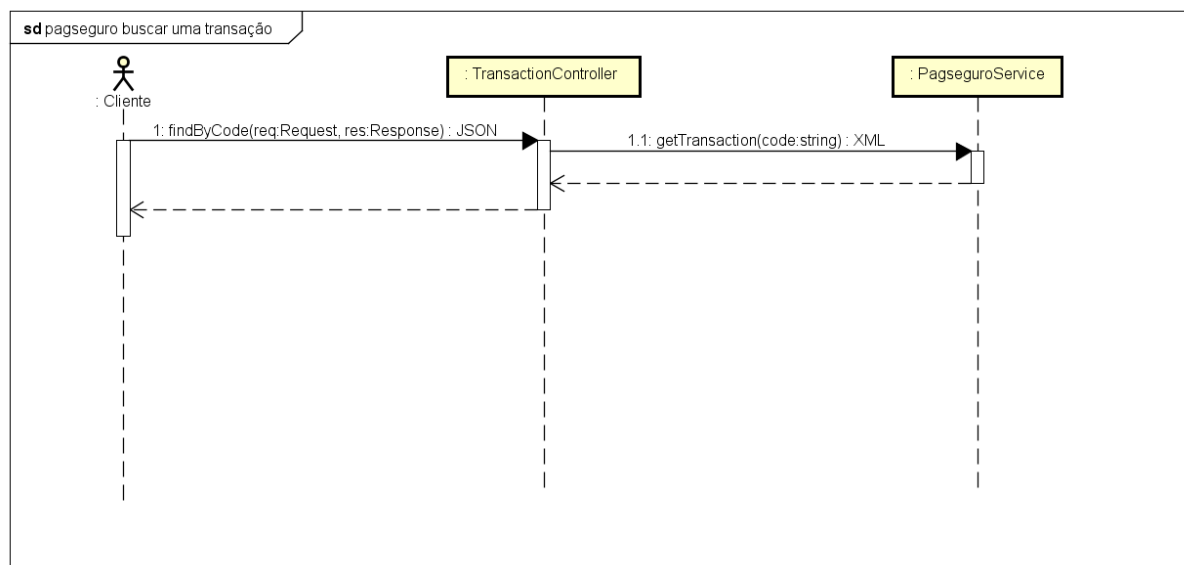 sd pagseguro buscar uma transação
: Cliente
: TransactionController
: PagseguroService
1: findByCode(req:Request, res:Response) : JSON
1.1: getTransaction(code:string) : XML